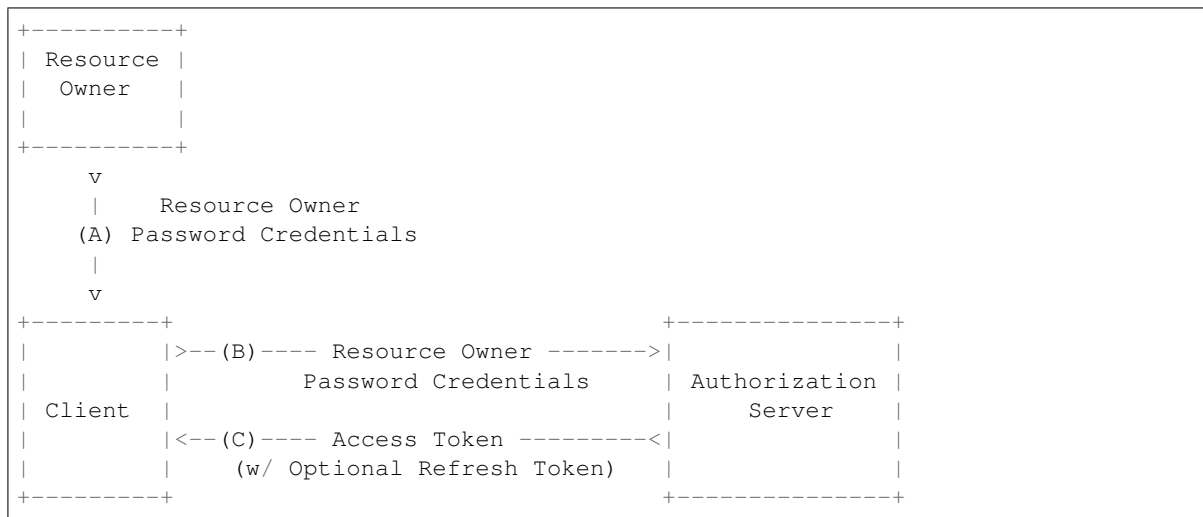 +----------+
| Resource |
|  Owner   |
|          |
+----------+
     v
     |    Resource Owner
    (A) Password Credentials
     |
     v
+---------+                                  +---------------+
|         |>--(B)---- Resource Owner ------->|               |
|         |         Password Credentials     | Authorization |
| Client  |                                  |     Server    |
|         |<--(C)---- Access Token ---------<|               |
|         |    (w/ Optional Refresh Token)   |               |
+---------+                                  +---------------+